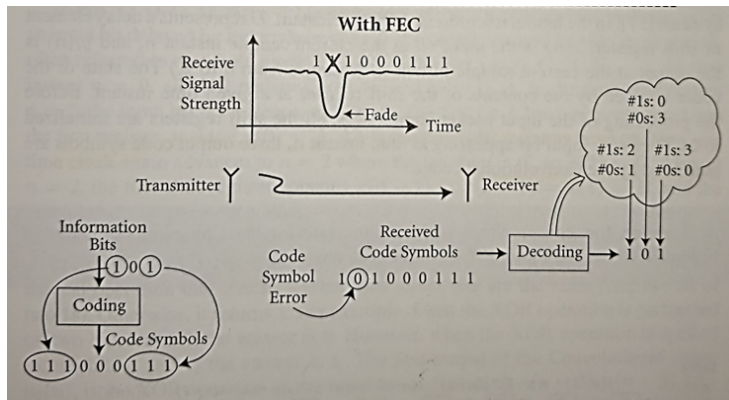 With FEC
Receive
Signal
Strength
1 X 1 0 0 0 1 1 1
Fade
Time
#1s: 0
#0s: 3
#1s: 2 #1s: 3
#0s: 1 #0s: 0
Transmitter
Receiver
Information
Bits
1 0 1
Coding
Code Symbols
1 1 1 0 0 0 1 1 1
Code
Symbol
Error
Received
Code Symbols
1 0 1 0 0 0 1 1 1
Decoding
1 0 1